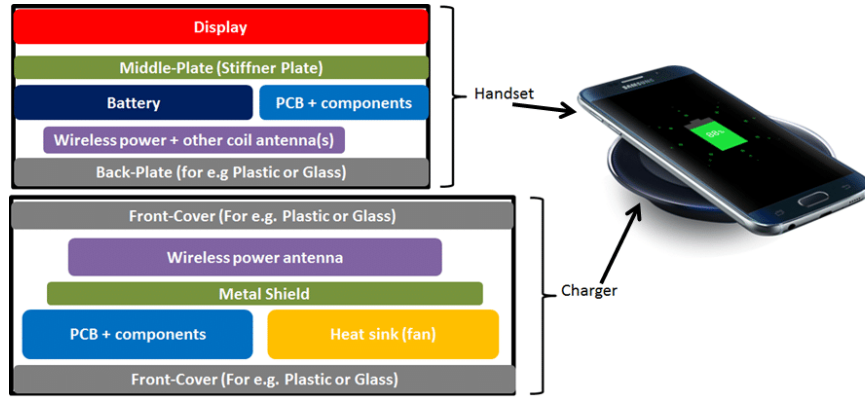 Display
Middle-Plate (Stiffner Plate)
Battery
PCB + components
Wireless power + other coil antenna(s)
Back-Plate (for e.g Plastic or Glass)
Handset
SAMSUNG
88%
Front-Cover (For e.g. Plastic or Glass)
Wireless power antenna
Metal Shield
PCB + components
Heat sink (fan)
Front-Cover (For e.g. Plastic or Glass)
Charger